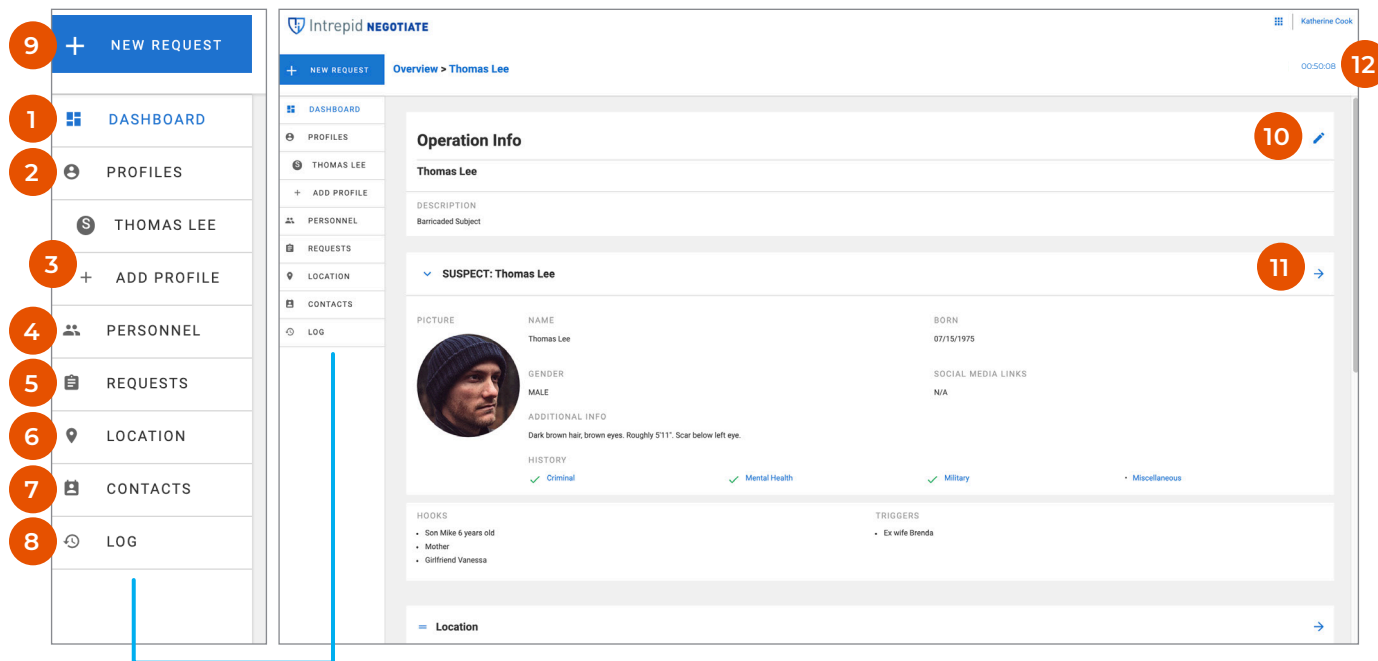 9
+ NEW REQUEST
1
DASHBOARD
2
PROFILES
S THOMAS LEE
3
+ ADD PROFILE
4
PERSONNEL
5
REQUESTS
6
LOCATION
7
CONTACTS
8
LOG
Intrepid NEGOTIATE
Katherine Cook
+ NEW REQUEST
Overview > Thomas Lee
00:50:08
12
DASHBOARD
PROFILES
S THOMAS LEE
+ ADD PROFILE
PERSONNEL
REQUESTS
LOCATION
CONTACTS
LOG
Operation Info
10
Thomas Lee
DESCRIPTION
Barricaded Subject
SUSPECT: Thomas Lee
11
PICTURE
NAME
Thomas Lee
BORN
07/15/1975
GENDER
MALE
SOCIAL MEDIA LINKS
N/A
ADDITIONAL INFO
Dark brown hair, brown eyes. Roughly 5'11". Scar below left eye.
HISTORY
Criminal
Mental Health
Military
• Miscellaneous
HOOKS
• Son Mike 6 years old
• Mother
• Girlfriend Vanessa
TRIGGERS
• Ex wife Brenda
Location